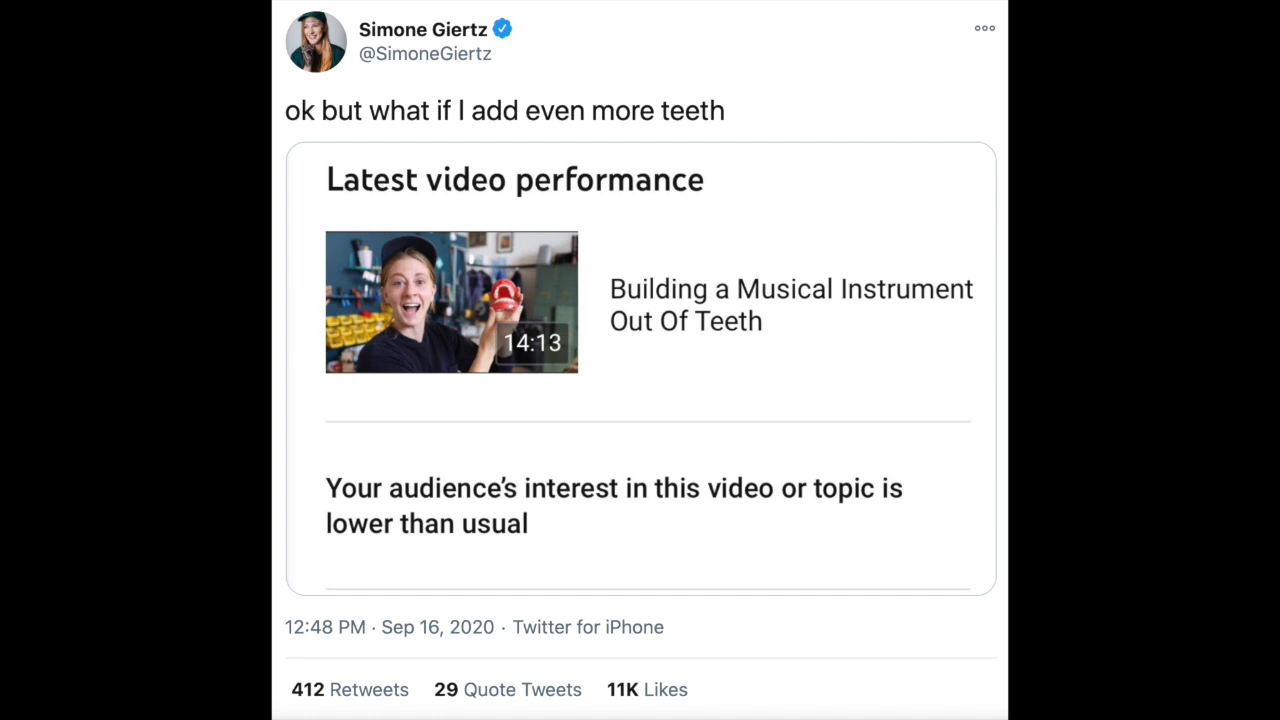 Simone Giertz
@SimoneGiertz
ok but what if I add even more teeth
Latest video performance
14:13
Building a Musical Instrument
Out Of Teeth
Your audience's interest in this video or topic is
lower than usual
12:48 PM · Sep 16, 2020 · Twitter for iPhone
412 Retweets 29 Quote Tweets 11K Likes